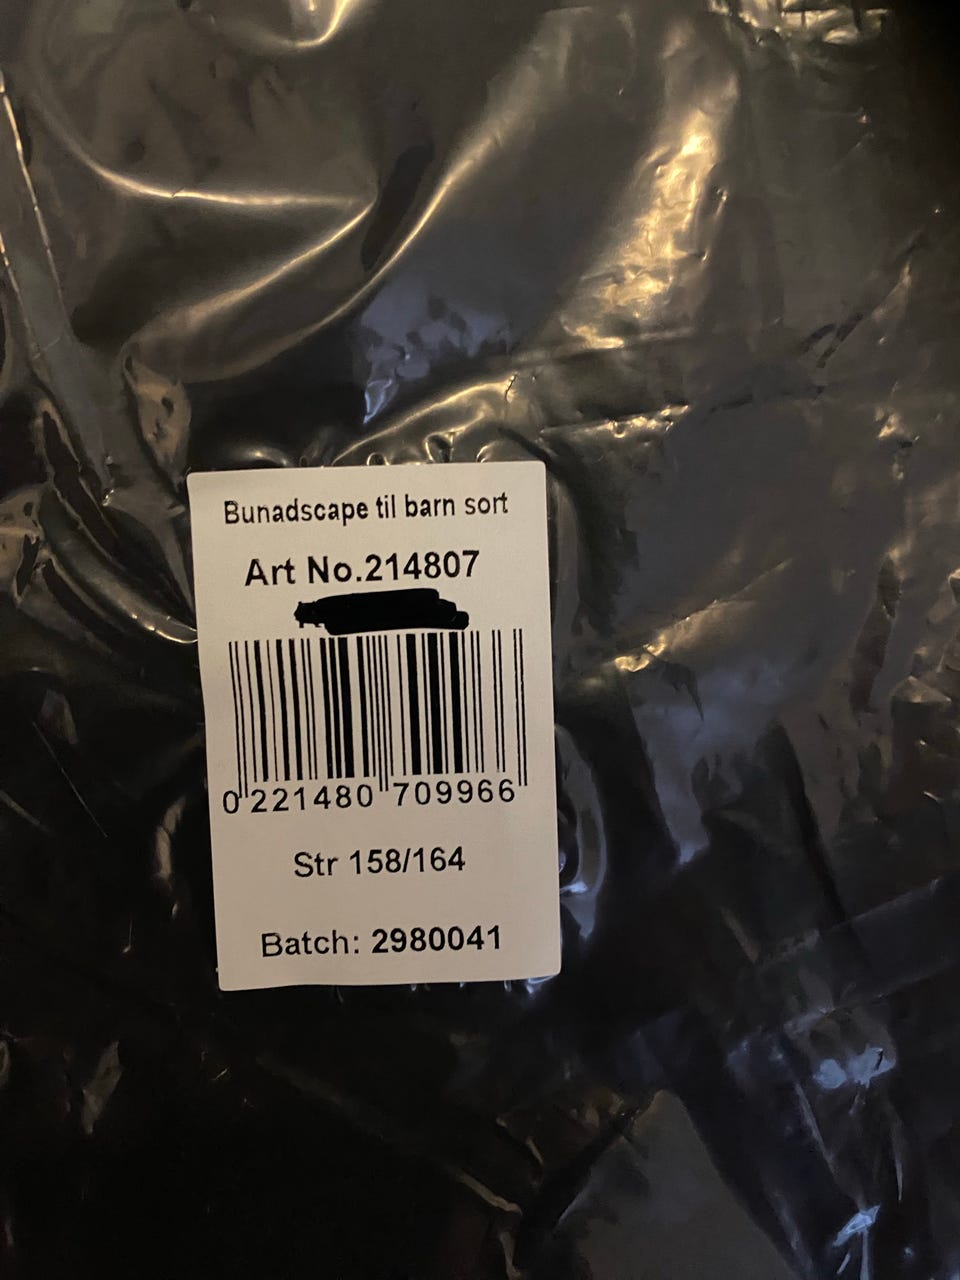 Bunadscape til barn sort
Art No.214807
0 221480 709966
Str 158/164
Batch: 2980041